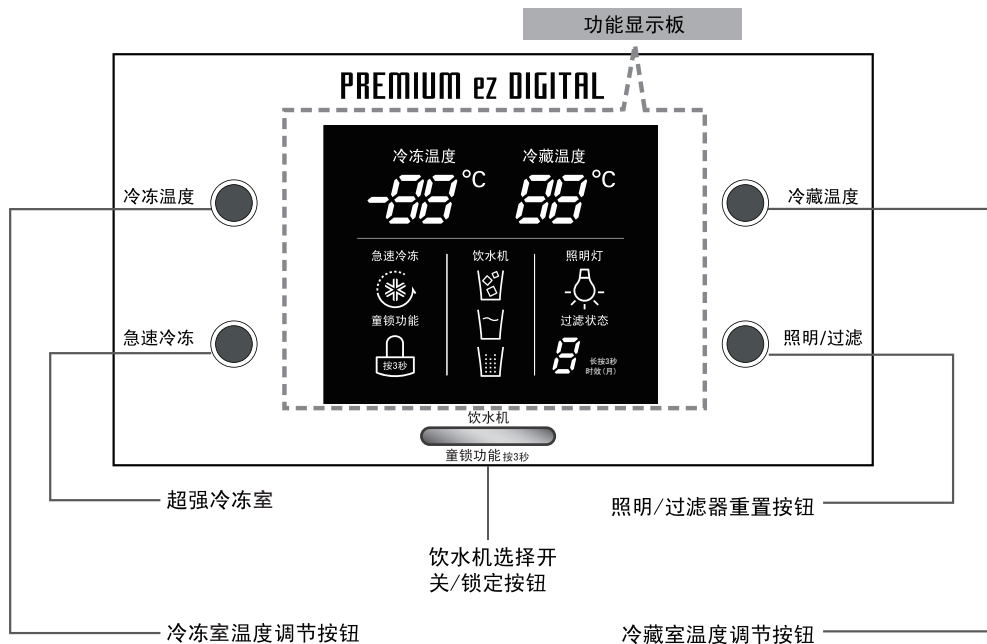 功能显示板
PREMIUM ez DIGITAL
冷冻温度 冷藏温度
-88°C 88°C
冷冻温度 冷藏温度
急速冷冻 饮水机 照明灯
童锁功能 过滤状态
急速冷冻 照明/过滤
按3秒 8 长按3秒
时效(月)
饮水机
童锁功能 按3秒
超强冷冻室
照明/过滤器重置按钮
饮水机选择开
关/锁定按钮
冷冻室温度调节按钮
冷藏室温度调节按钮